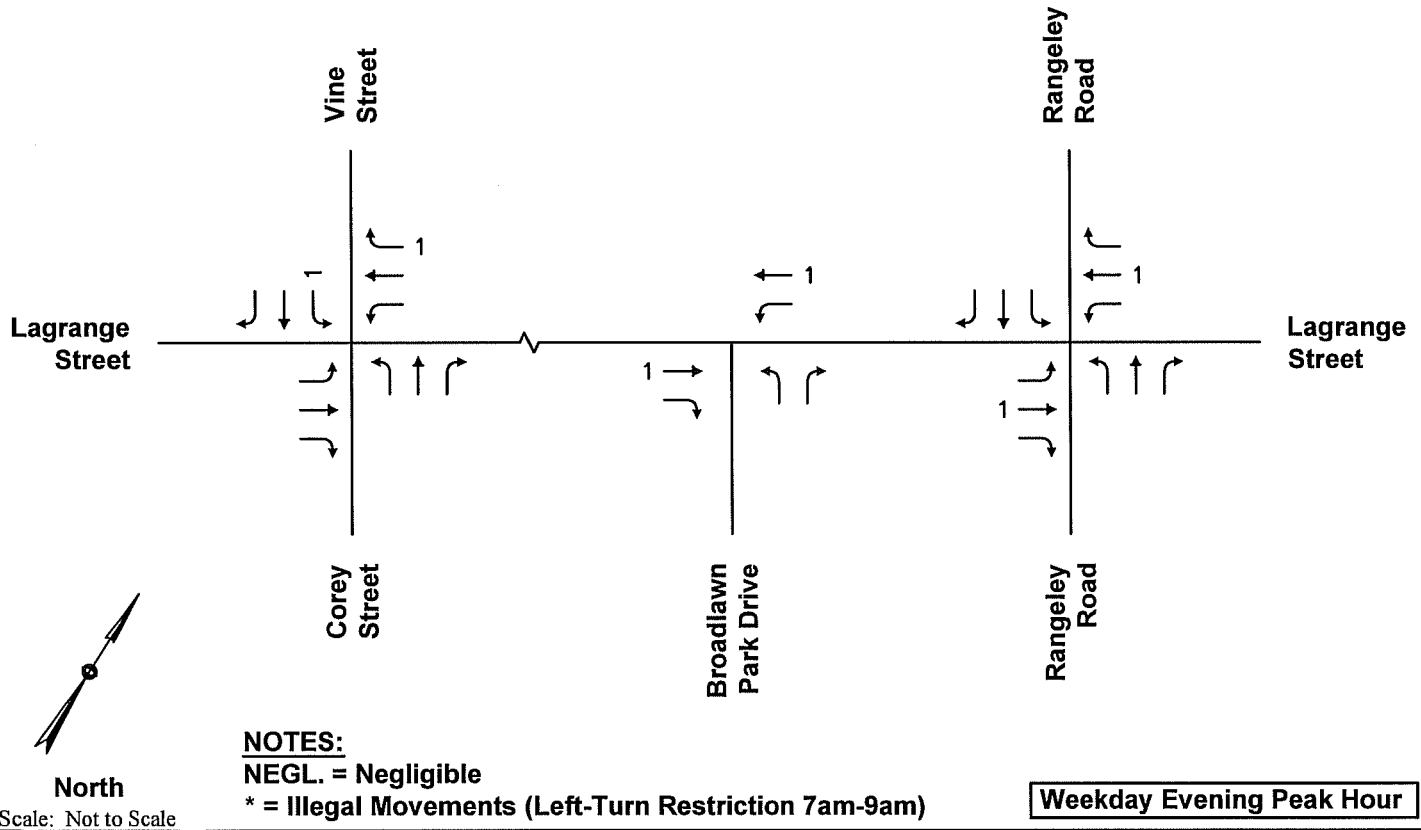 Vine
Street
Rangeley
Road
1
1
1
1
Lagrange
Street
Lagrange
Street
1
1
Corey
Street
Broadlawn
Park Drive
Rangeley
Road
North
Scale: Not to Scale
NOTES:
NEGL. = Negligible
* = Illegal Movements (Left-Turn Restriction 7am-9am)
Weekday Evening Peak Hour